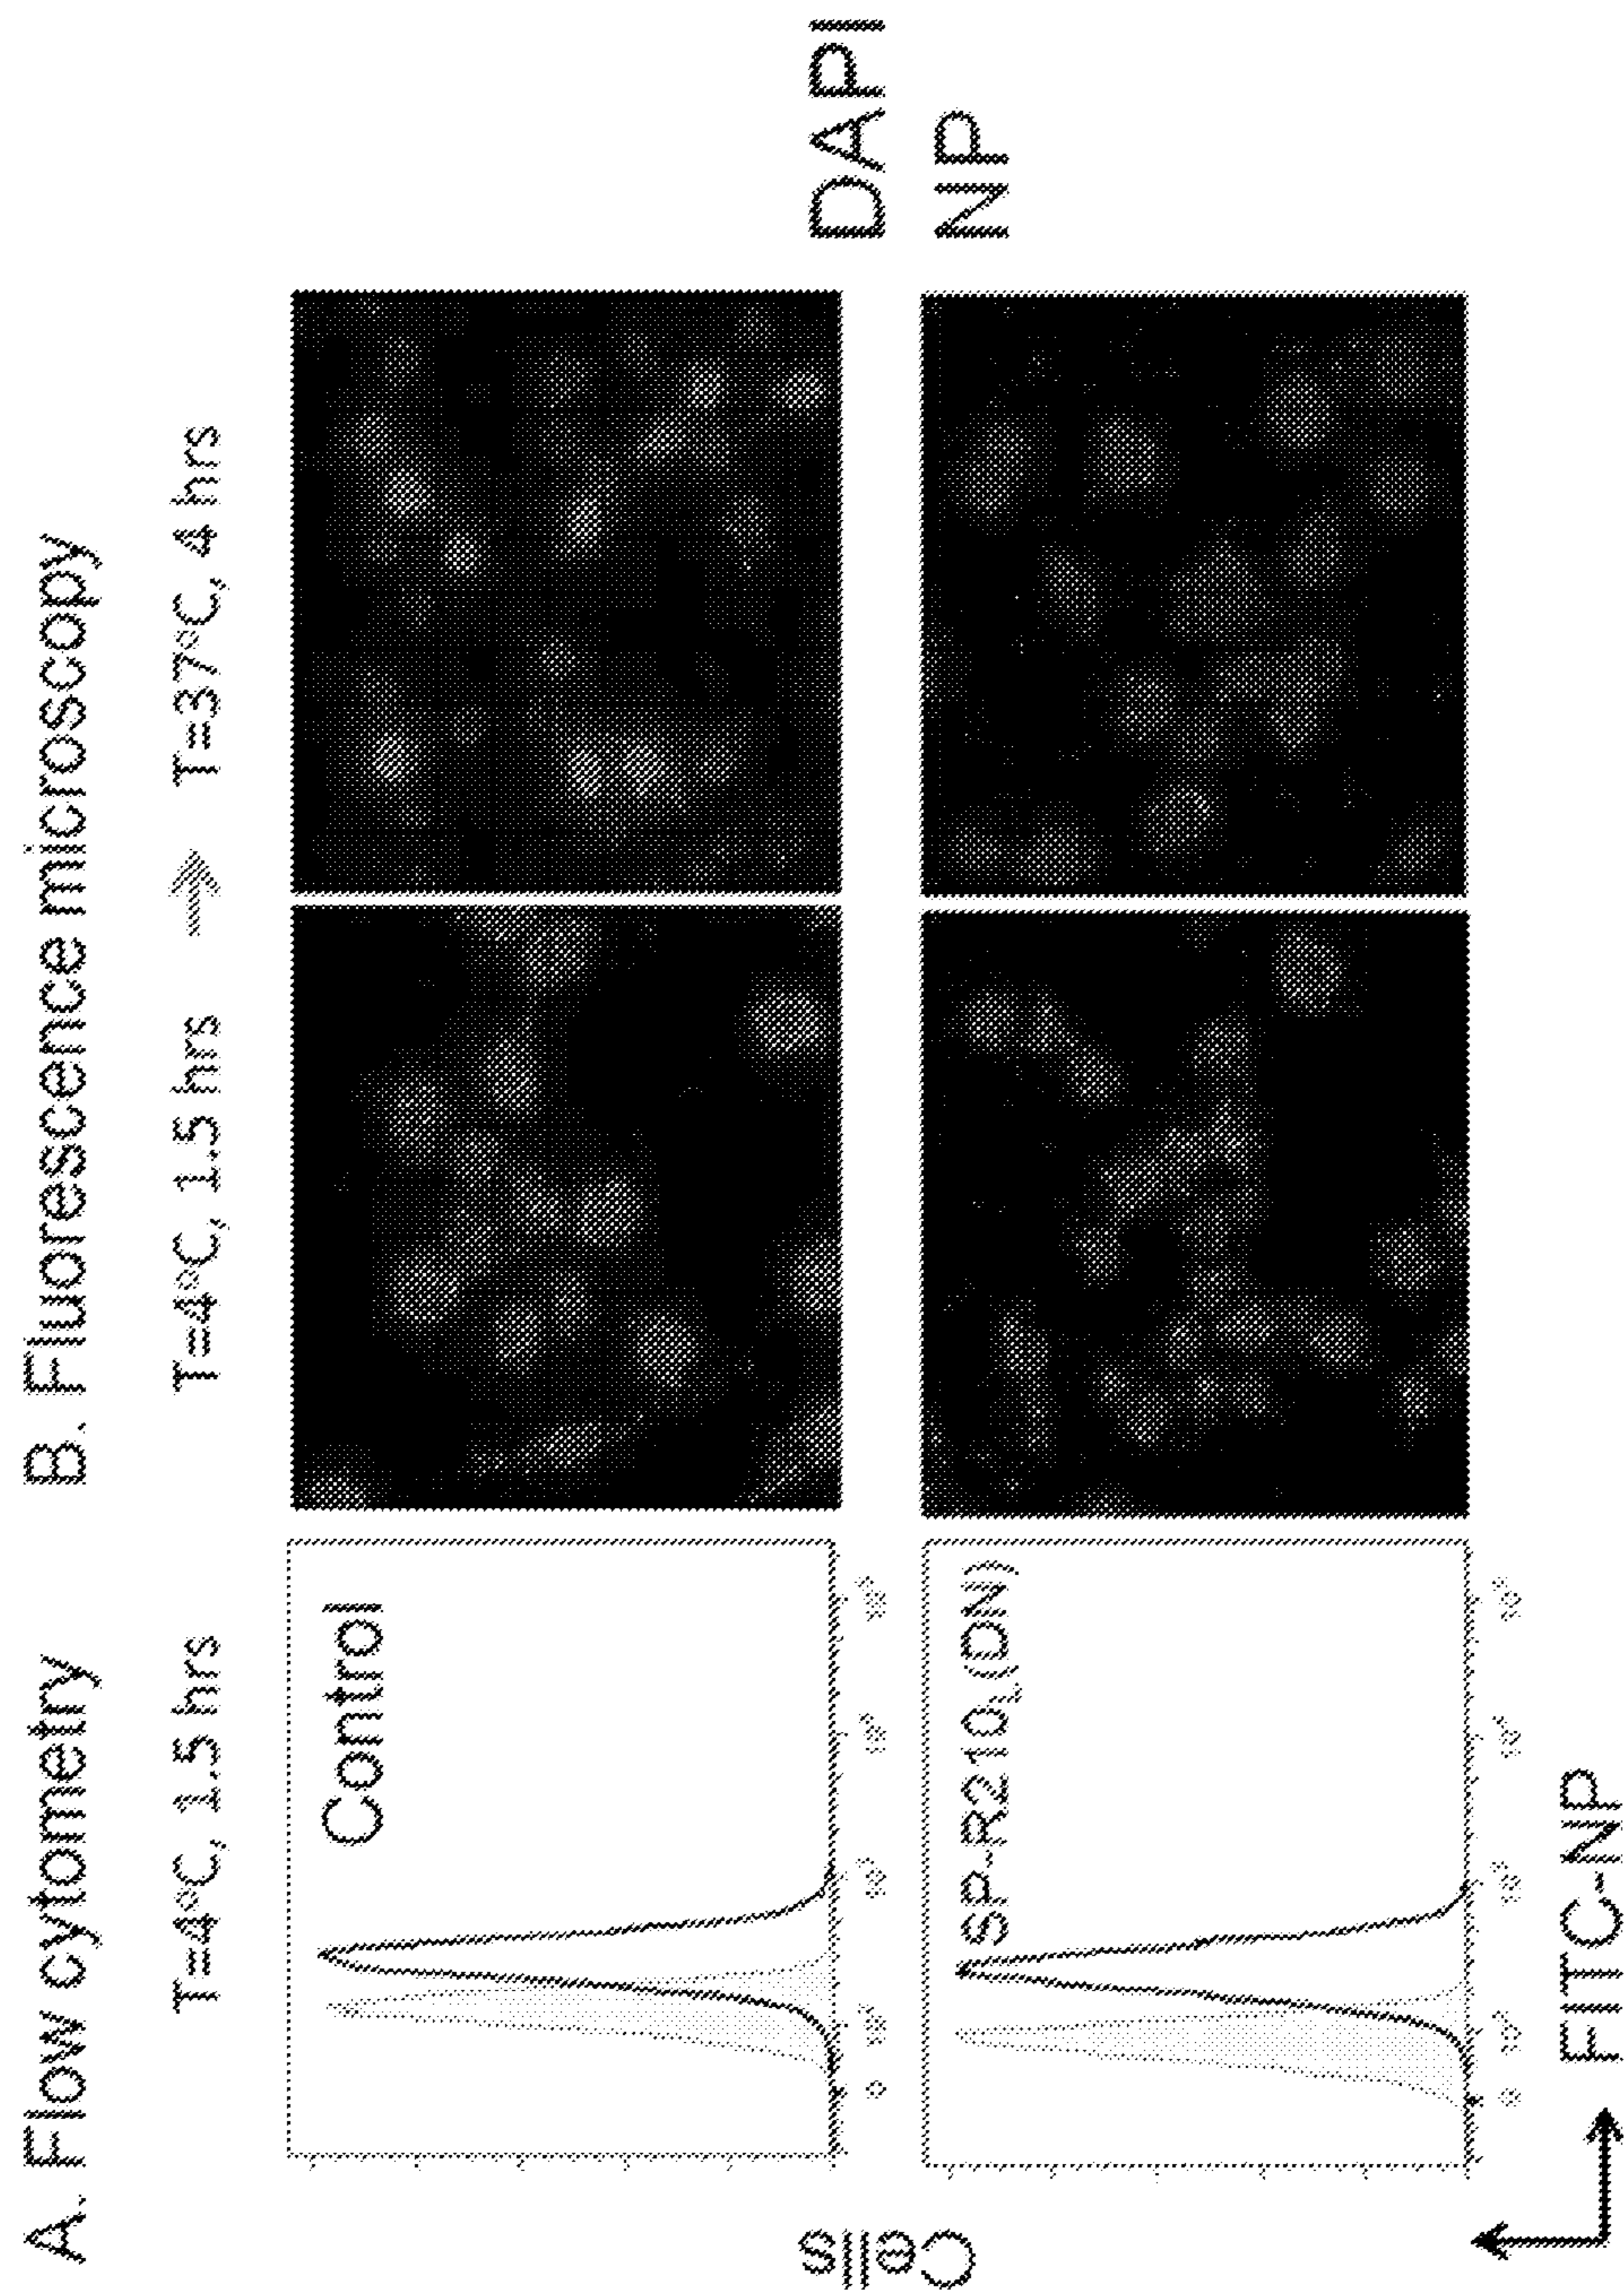 A. Flow cytometry
B. Fluorescence microscopy
T=4°C, 1.5 hrs
T=4°C, 1.5 hrs → T=37°C, 4 hrs
Control
SP-R210L(DN)
Cells
FITC-NP
DAPI
NP